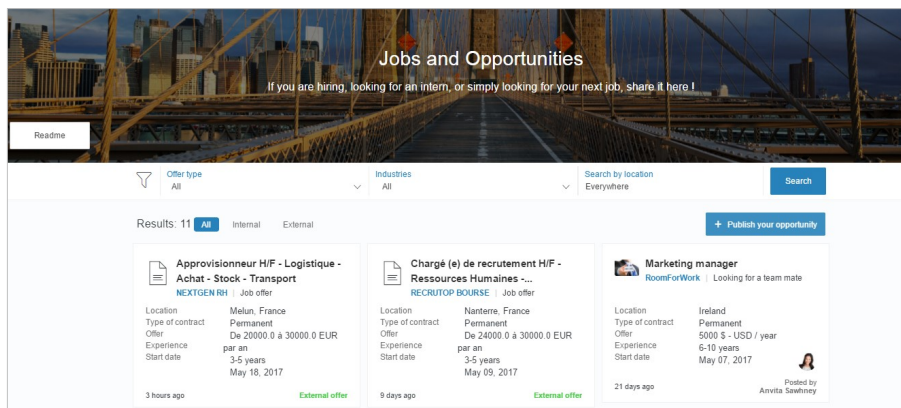 Jobs and Opportunities
If you are hiring, looking for an intern, or simply looking for your next job, share it here !
Readme
Offer type
All
Industries
All
Search by location
Everywhere
Search
Results: 11 All Internal External
+ Publish your opportunity
Approvisionneur H/F - Logistique -
Achat - Stock - Transport
NEXTGEN RH | Job offer
Location Melun, France
Type of contract Permanent
Offer De 20000.0 à 30000.0 EUR
Experience par an
Start date 3-5 years
May 18, 2017
3 hours ago External offer
Chargé (e) de recrutement H/F -
Ressources Humaines -...
RECRUTOP BOURSE | Job offer
Location Nanterre, France
Type of contract Permanent
Offer De 24000.0 à 30000.0 EUR
Experience par an
Start date 3-5 years
May 09, 2017
9 days ago External offer
Marketing manager
RoomForWork | Looking for a team mate
Location Ireland
Type of contract Permanent
Offer 5000 $ - USD / year
Experience 6-10 years
Start date May 07, 2017
21 days ago
Posted by
Anvita Sawhney